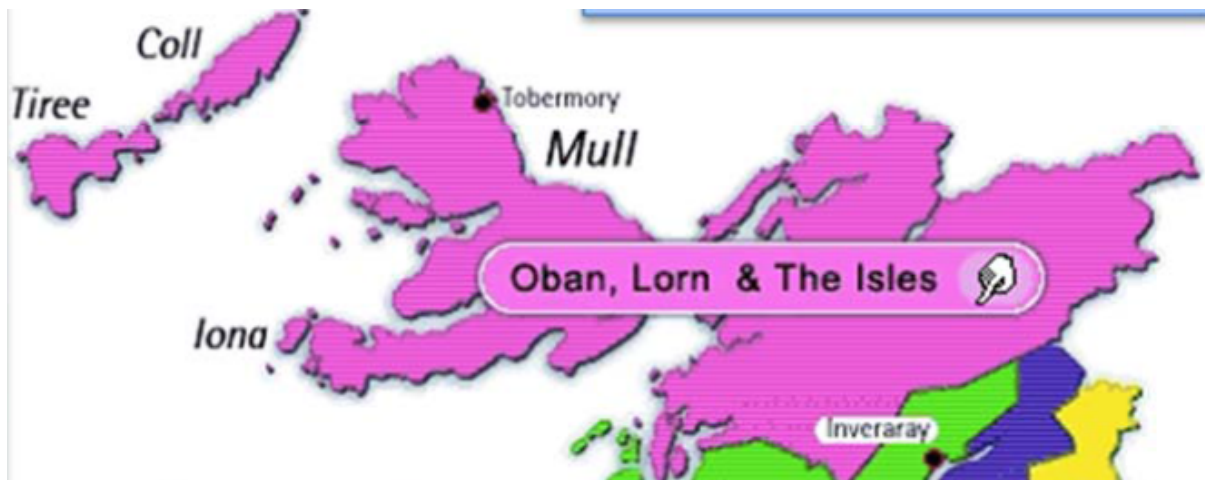 Coll
Tiree
Tobermory
Mull
Oban, Lorn & The Isles
Iona
Inveraray